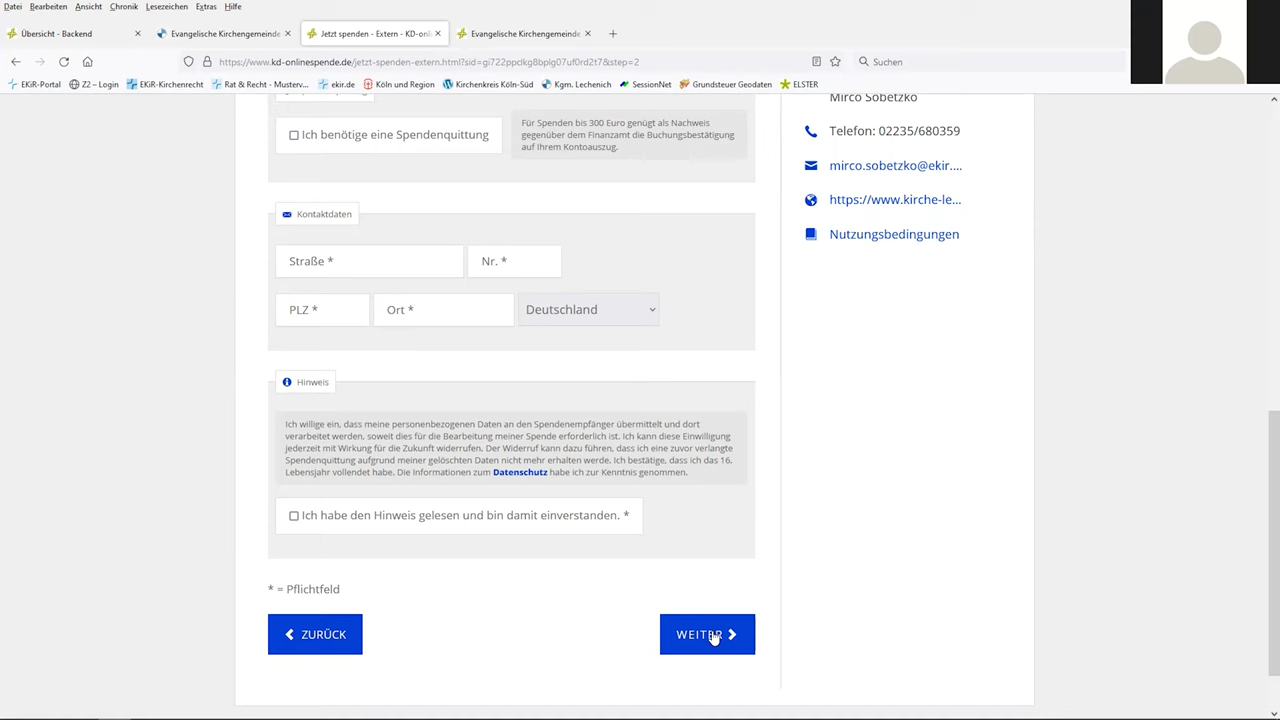 Datei Bearbeiten Ansicht Chronik Lesezeichen Extras Hilfe
Übersicht - Backend
Evangelische Kirchengemeinde
Jetzt spenden - Extern - KD-onl
Evangelische Kirchengemeinde
https://www.kd-onlinespende.de/jetzt-spenden-extern.html?sid=gi722ppclkg8bplg07uf0rd2t7&step=2
Suchen
EKiR-Portal Z2 – Login EKiR-Kirchenrecht Rat & Recht - Musterv... ekir.de Köln und Region Kirchenkreis Köln-Süd Kgm. Lechenich SessionNet Grundsteuer Geodaten ELSTER
Mirco Sobetzko
Ich benötige eine Spendenquittung
Für Spenden bis 300 Euro genügt als Nachweis
gegenüber dem Finanzamt die Buchungsbestätigung
auf Ihrem Kontoauszug.
Telefon: 02235/680359
mirco.sobetzko@ekir....
https://www.kirche-le...
Nutzungsbedingungen
Kontaktdaten
Straße * Nr. *
PLZ * Ort * Deutschland
Hinweis
Ich willige ein, dass meine personenbezogenen Daten an den Spendenempfänger übermittelt und dort
verarbeitet werden, soweit dies für die Bearbeitung meiner Spende erforderlich ist. Ich kann diese Einwilligung
jederzeit mit Wirkung für die Zukunft widerrufen. Der Widerruf kann dazu führen, dass ich eine zuvor verlangte
Spendenquittung aufgrund meiner gelöschten Daten nicht mehr erhalten werde. Ich bestätige, dass ich das 16.
Lebensjahr vollendet habe. Die Informationen zum Datenschutz habe ich zur Kenntnis genommen.
Ich habe den Hinweis gelesen und bin damit einverstanden. *
* = Pflichtfeld
ZURÜCK
WEITER